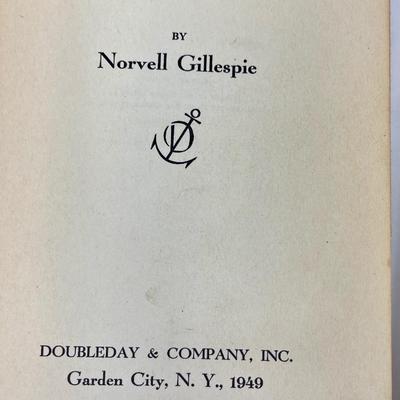 BY
Norvell Gillespie
DOUBLEDAY & COMPANY, INC.
Garden City, N. Y., 1949